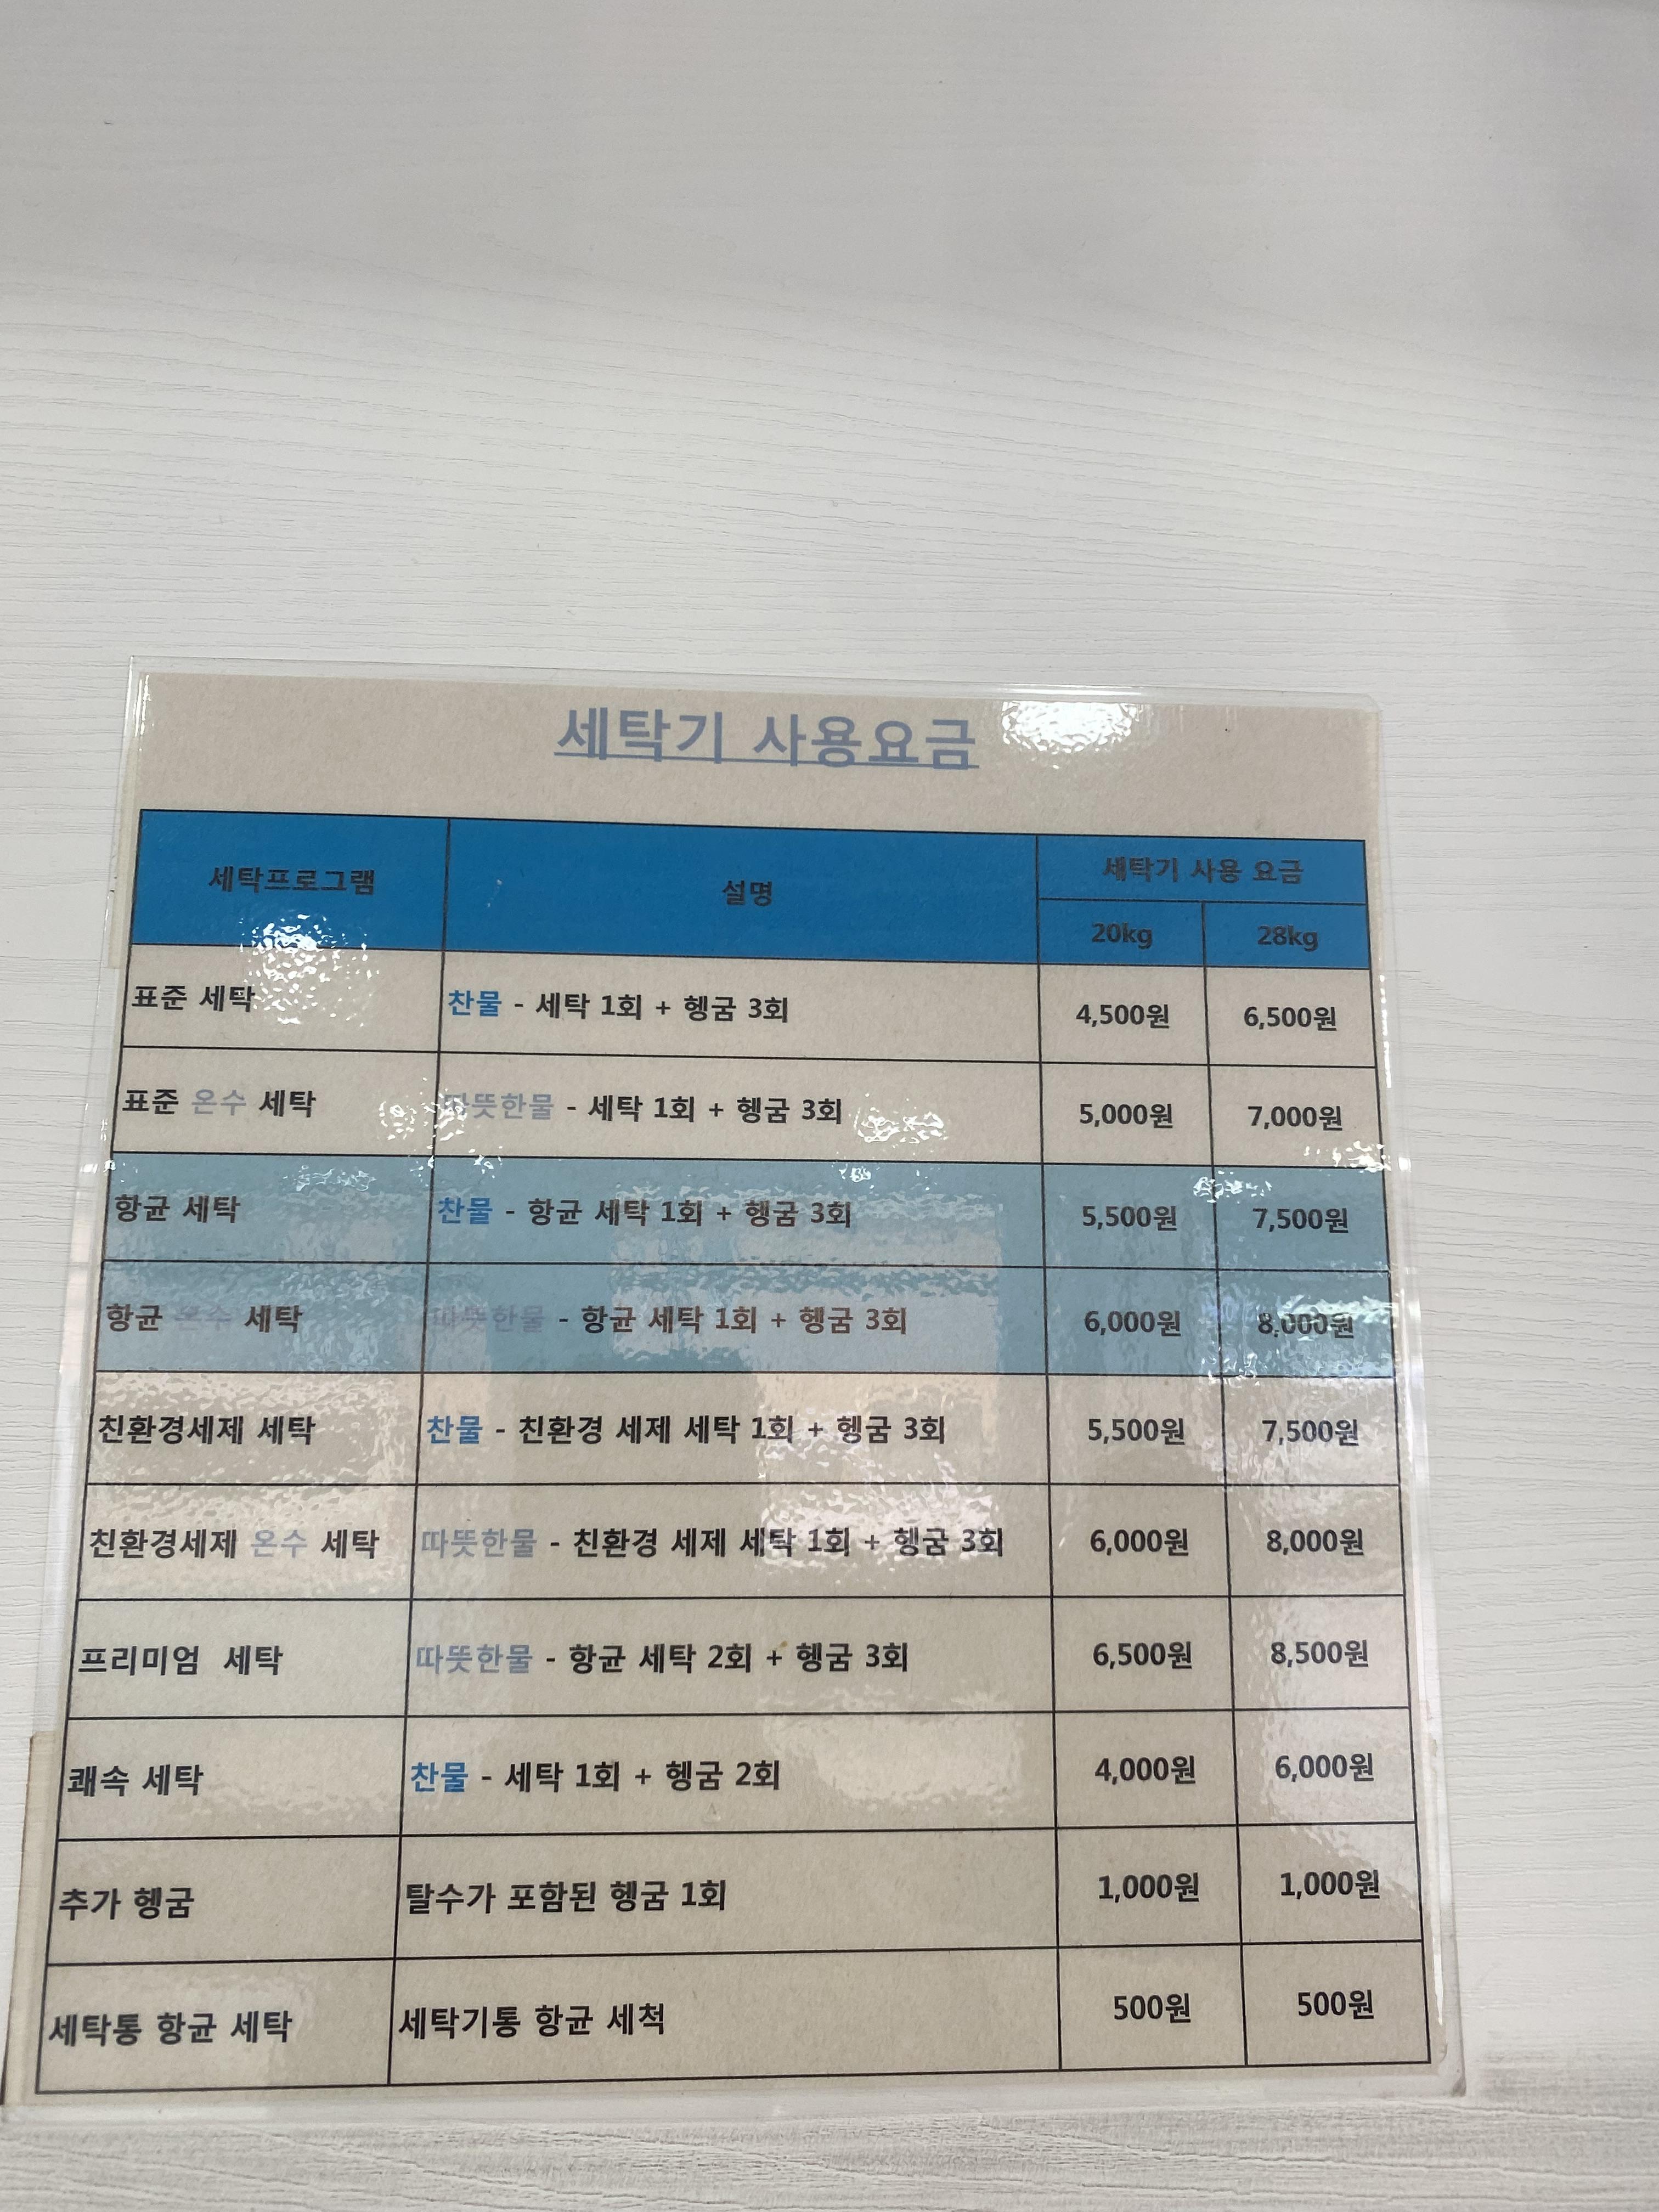 세탁기 사용요금
세탁프로그램 설명 세탁기 사용 요금
20kg 28kg
표준 세탁 찬물 - 세탁 1회 + 헹굼 3회 4,500원 6,500원
표준 온수 세탁 따뜻한물 - 세탁 1회 + 헹굼 3회 5,000원 7,000원
항균 세탁 찬물 - 항균 세탁 1회 + 헹굼 3회 5,500원 7,500원
항균 온수 세탁 따뜻한물 - 항균 세탁 1회 + 헹굼 3회 6,000원 8,000원
친환경세제 세탁 찬물 - 친환경 세제 세탁 1회 + 헹굼 3회 5,500원 7,500원
친환경세제 온수 세탁 따뜻한물 - 친환경 세제 세탁 1회 + 헹굼 3회 6,000원 8,000원
프리미엄 세탁 따뜻한물 - 항균 세탁 2회 + 헹굼 3회 6,500원 8,500원
쾌속 세탁 찬물 - 세탁 1회 + 헹굼 2회 4,000원 6,000원
추가 헹굼 탈수가 포함된 헹굼 1회 1,000원 1,000원
세탁통 항균 세탁 세탁기통 항균 세척 500원 500원